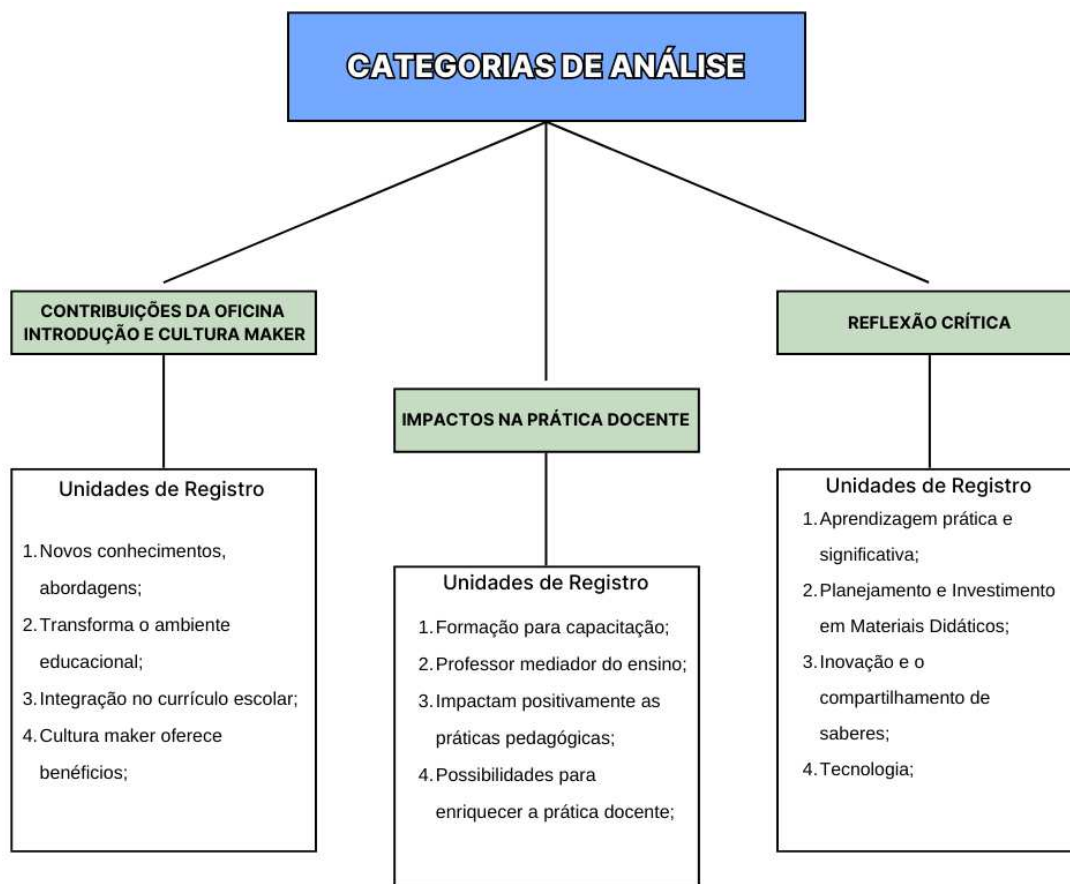 CATEGORIAS DE ANÁLISE
CONTRIBUIÇÕES DA OFICINA
INTRODUÇÃO E CULTURA MAKER
Unidades de Registro
1. Novos conhecimentos,
abordagens;
2. Transforma o ambiente
educacional;
3. Integração no currículo escolar;
4. Cultura maker oferece
benéficios;
IMPACTOS NA PRÁTICA DOCENTE
Unidades de Registro
1. Formação para capacitação;
2. Professor mediador do ensino;
3. Impactam positivamente as
práticas pedagógicas;
4. Possibilidades para
enriquecer a prática docente;
REFLEXÃO CRÍTICA
Unidades de Registro
1. Aprendizagem prática e
significativa;
2. Planejamento e Investimento
em Materiais Didáticos;
3. Inovação e o
compartilhamento de
saberes;
4. Tecnologia;